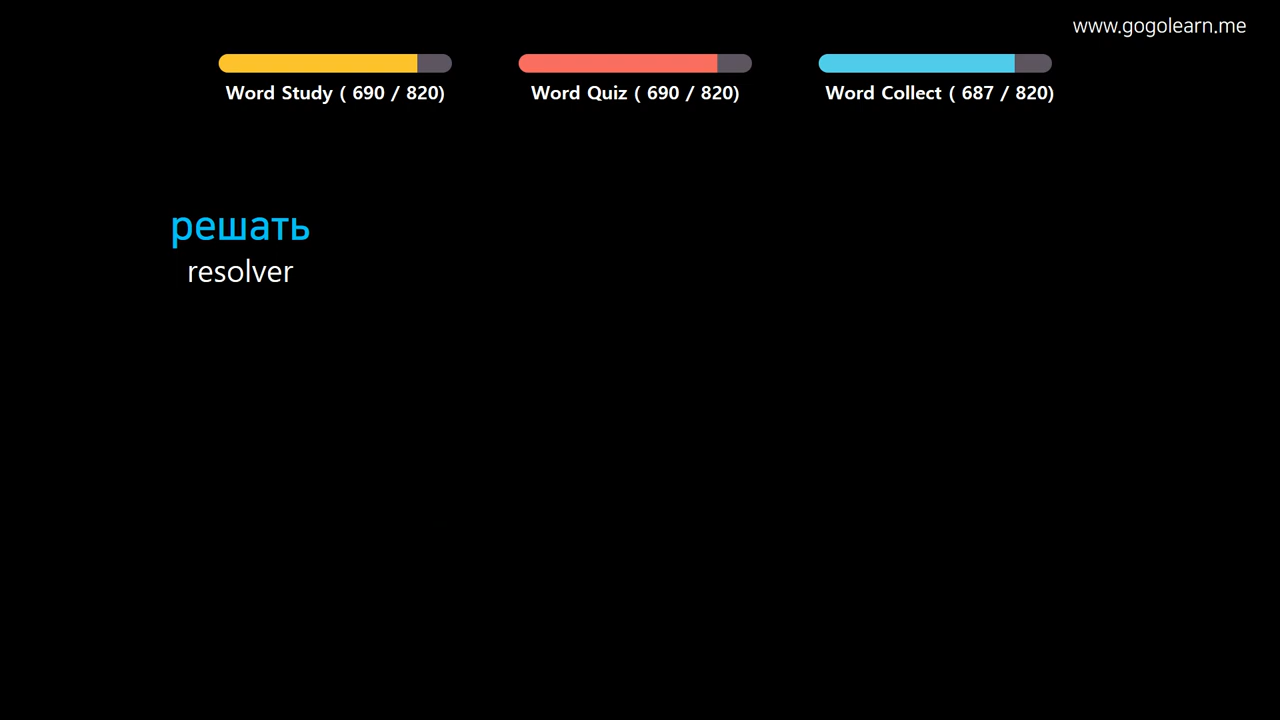 www.gogolearn.me
Word Study ( 690 / 820)
Word Quiz ( 690 / 820)
Word Collect ( 687 / 820)
решать
resolver